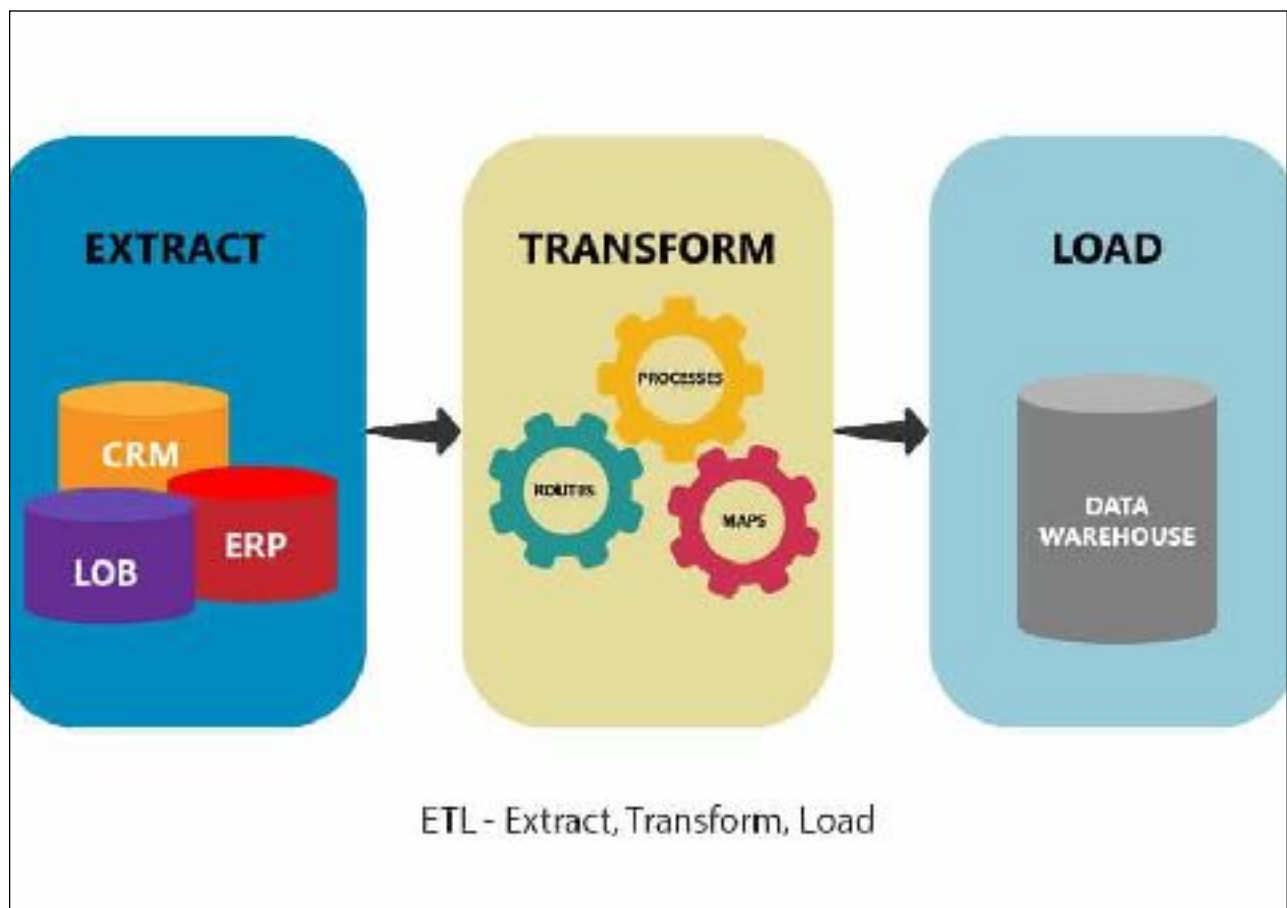 EXTRACT
CRM
ERP
LOB
TRANSFORM
PROCESSES
ROUTES
MAPS
LOAD
DATA
WAREHOUSE
ETL - Extract, Transform, Load